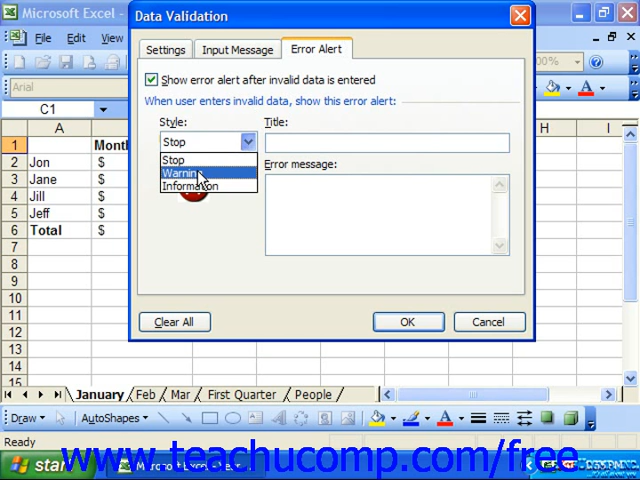 Microsoft Excel -
Data Validation
File Edit
Settings Input Message Error Alert
Show error alert after invalid data is entered
When user enters invalid data, show this error alert:
Style: Title:
Stop
Stop
Warning
Information
Error message:
Clear All OK Cancel
Arial
C1
A H I
1 Month
2 Jon $
3 Jane $
4 Jill $
5 Jeff $
6 Total $
7
8
9
10
11
12
13
14
15
January Feb Mar First Quarter People
Draw AutoShapes
Ready
start
www.teachucomp.com/free